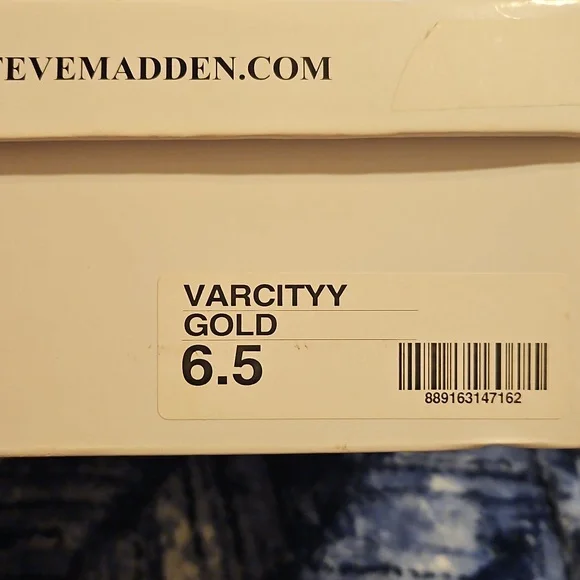 TEVEMADDEN.COM
VARCITYY
GOLD
6.5
889163147162